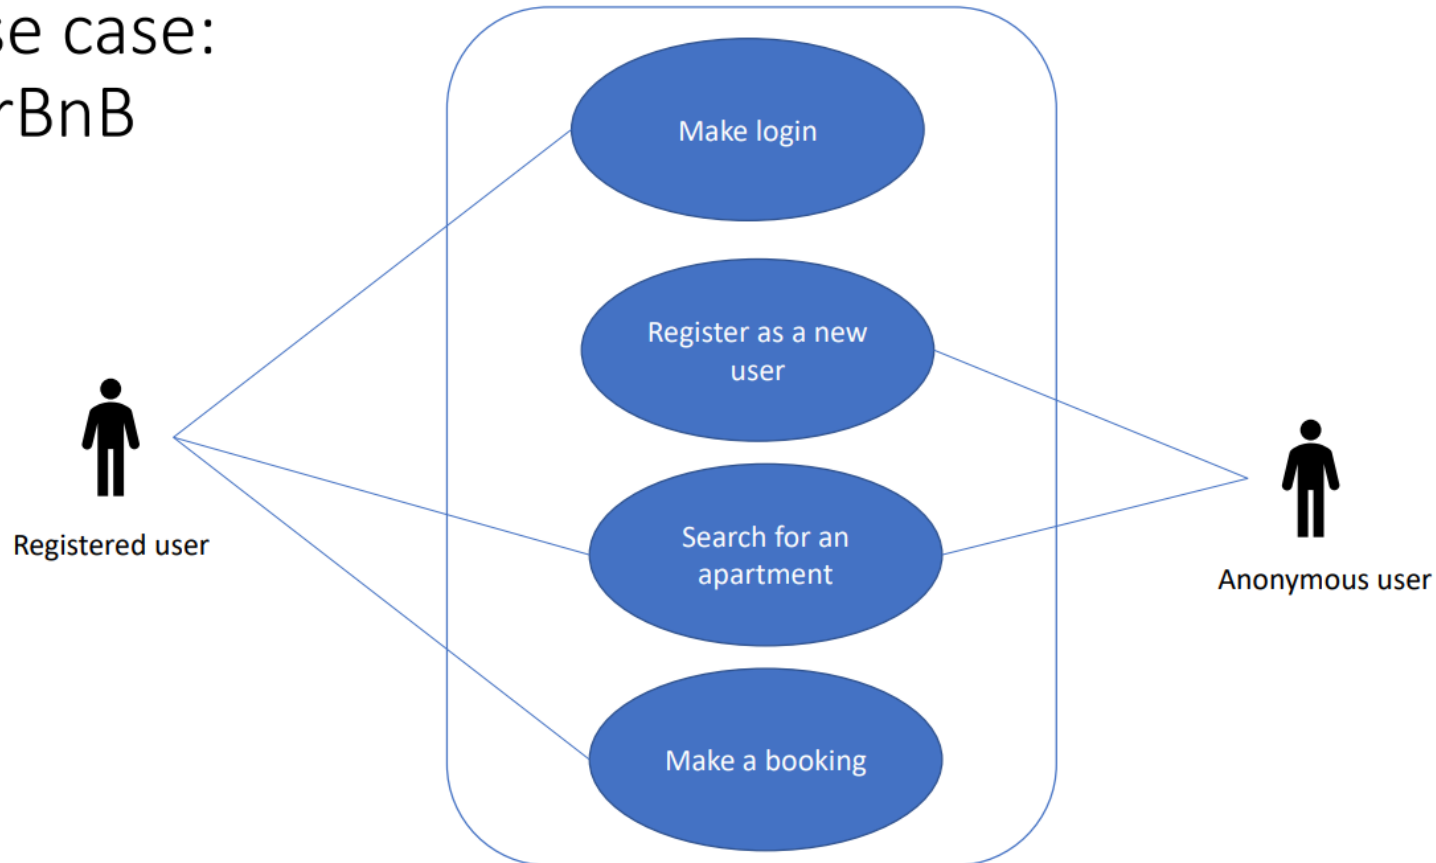 se case:
rBnB
Make login
Register as a new
user
Search for an
apartment
Make a booking
Registered user
Anonymous user